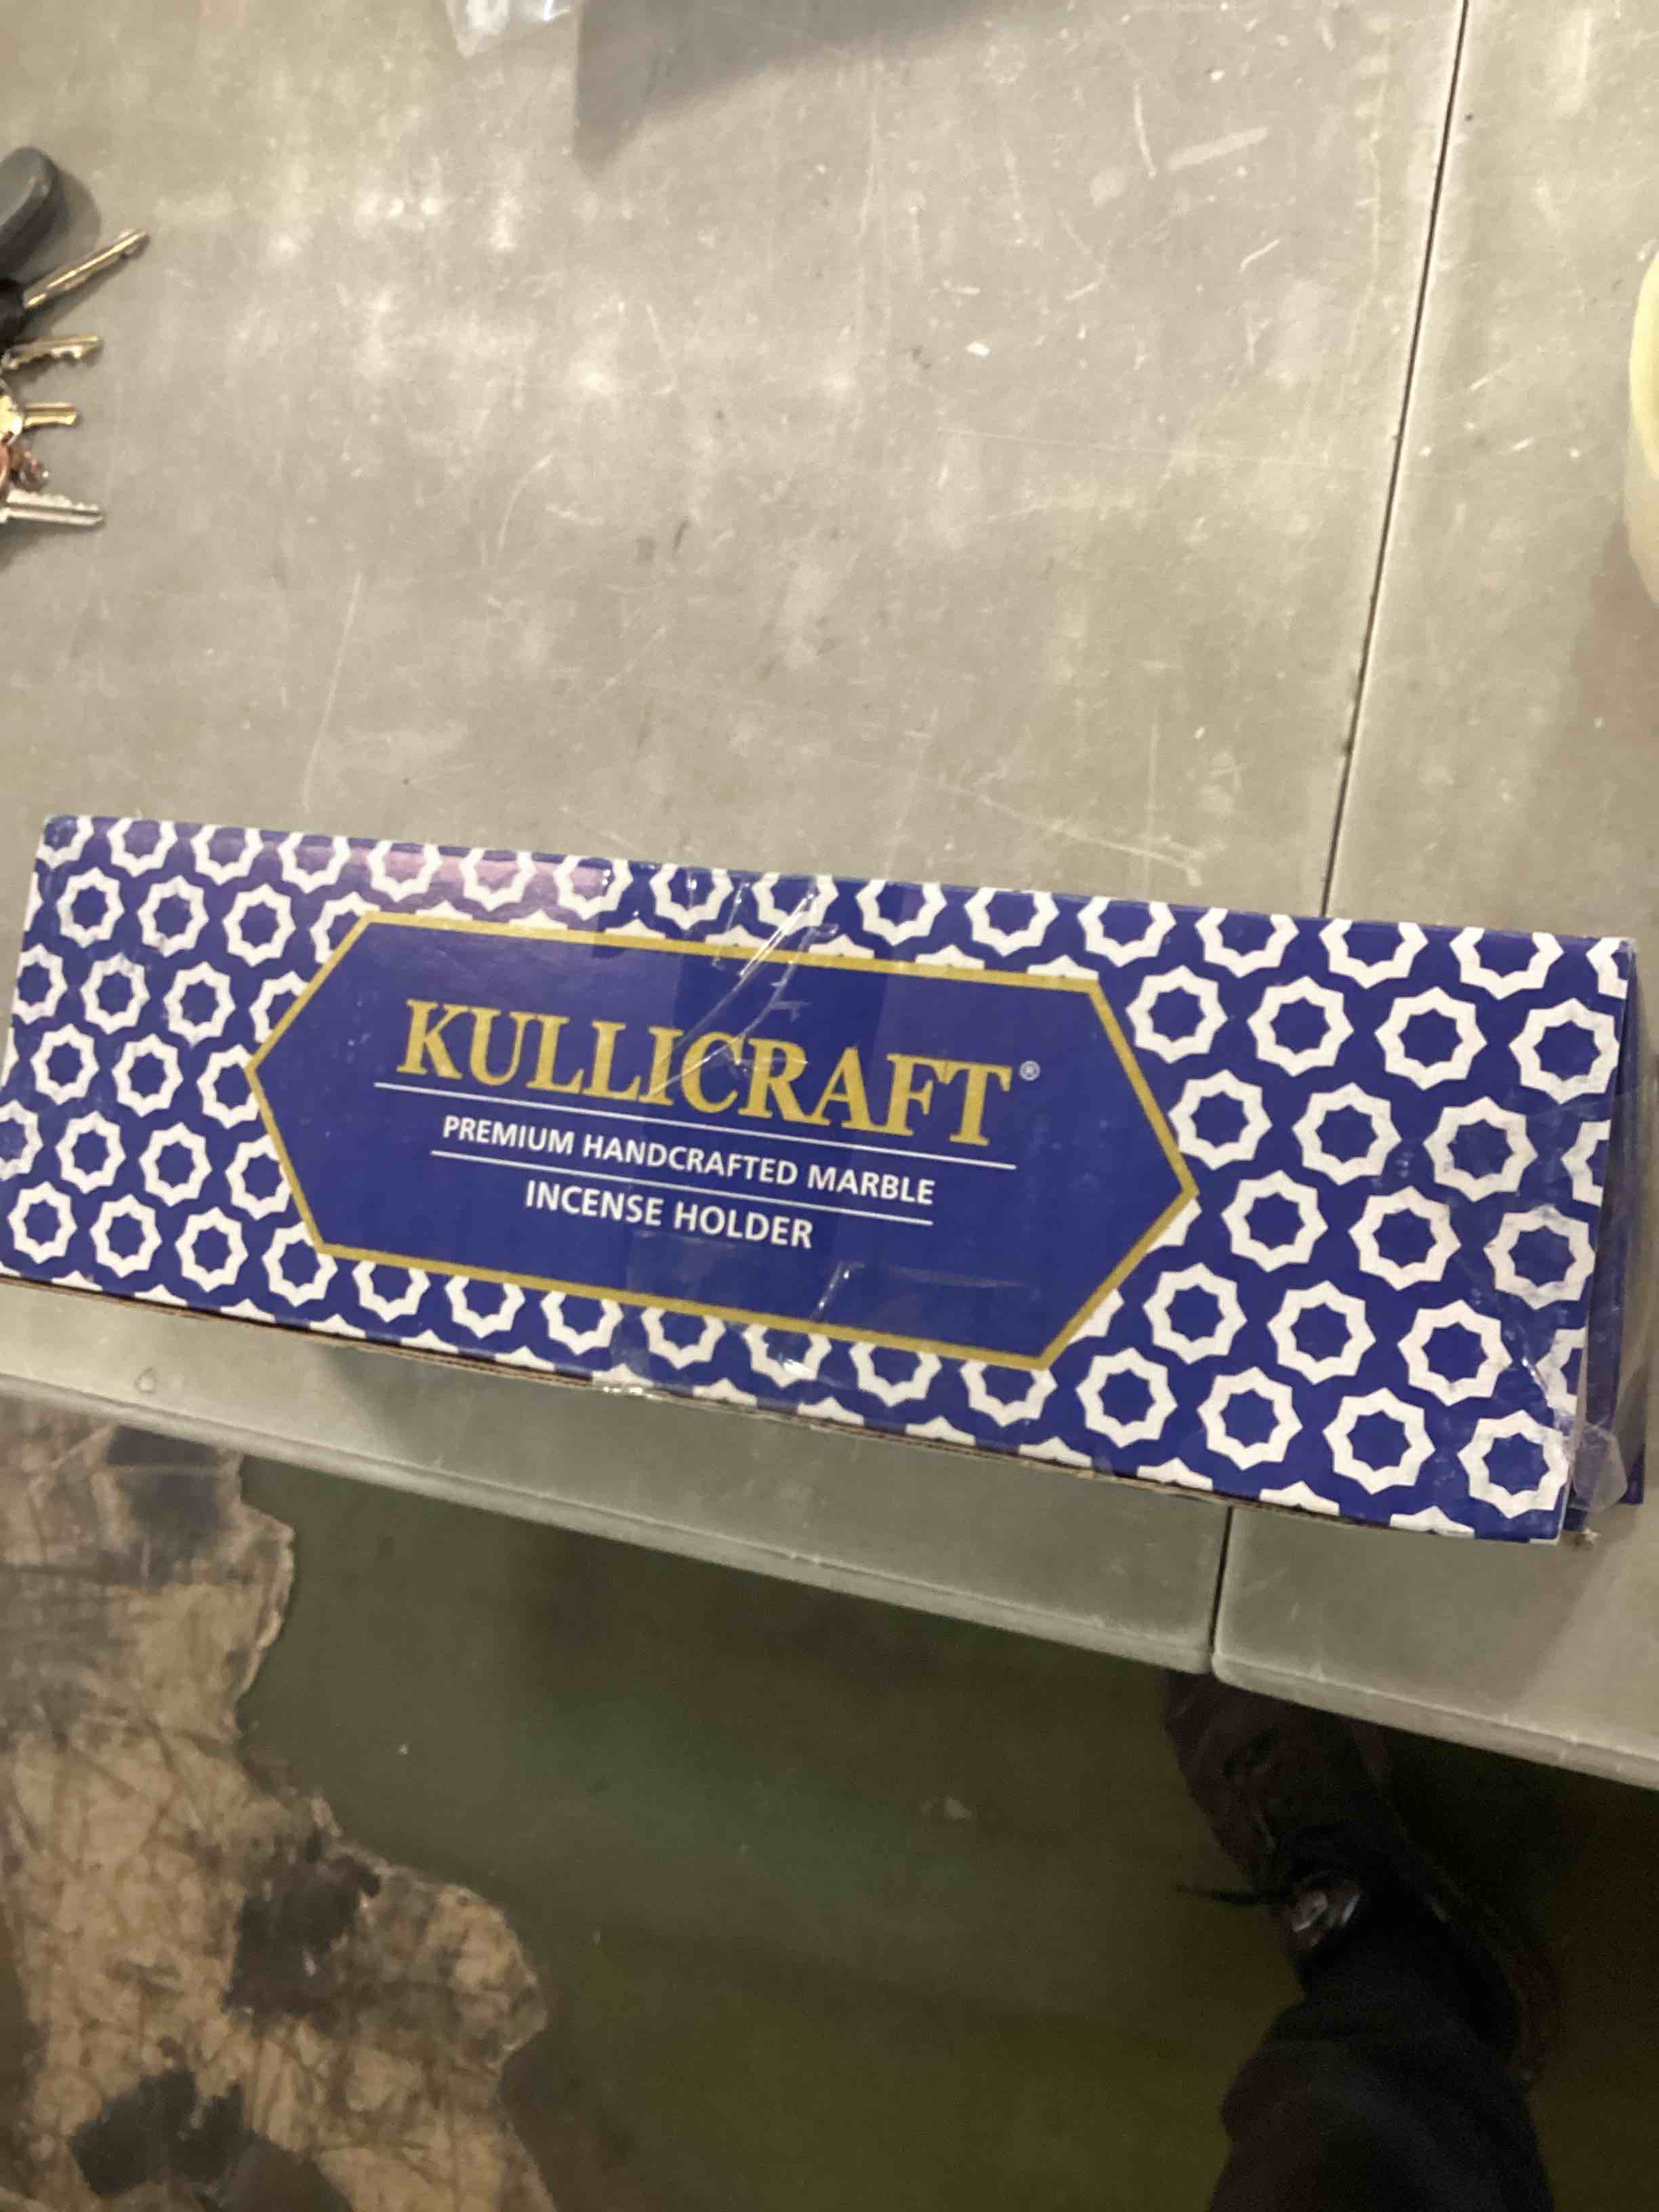 KULLICRAFT®
PREMIUM HANDCRAFTED MARBLE
INCENSE HOLDER